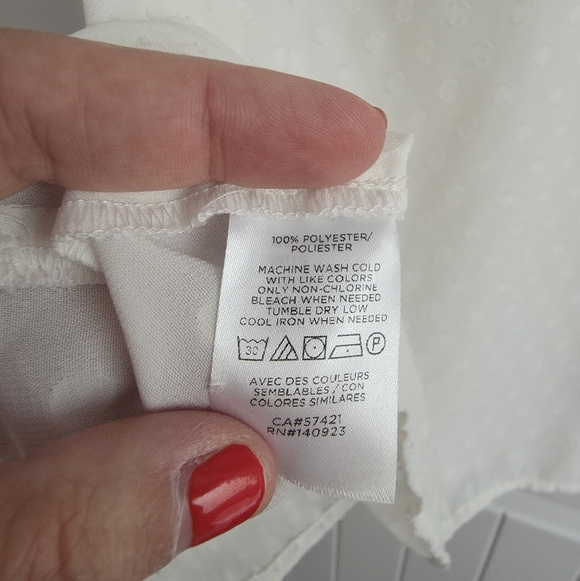 100% POLYESTER/
POLIESTER
MACHINE WASH COLD
WITH LIKE COLORS
ONLY NON-CHLORINE
BLEACH WHEN NEEDED
TUMBLE DRY LOW
COOL IRON WHEN NEEDED
30 P
AVEC DES COULEURS
SEMBLABLES / CON
COLORES SIMILARES
CA#57421
RN#140923